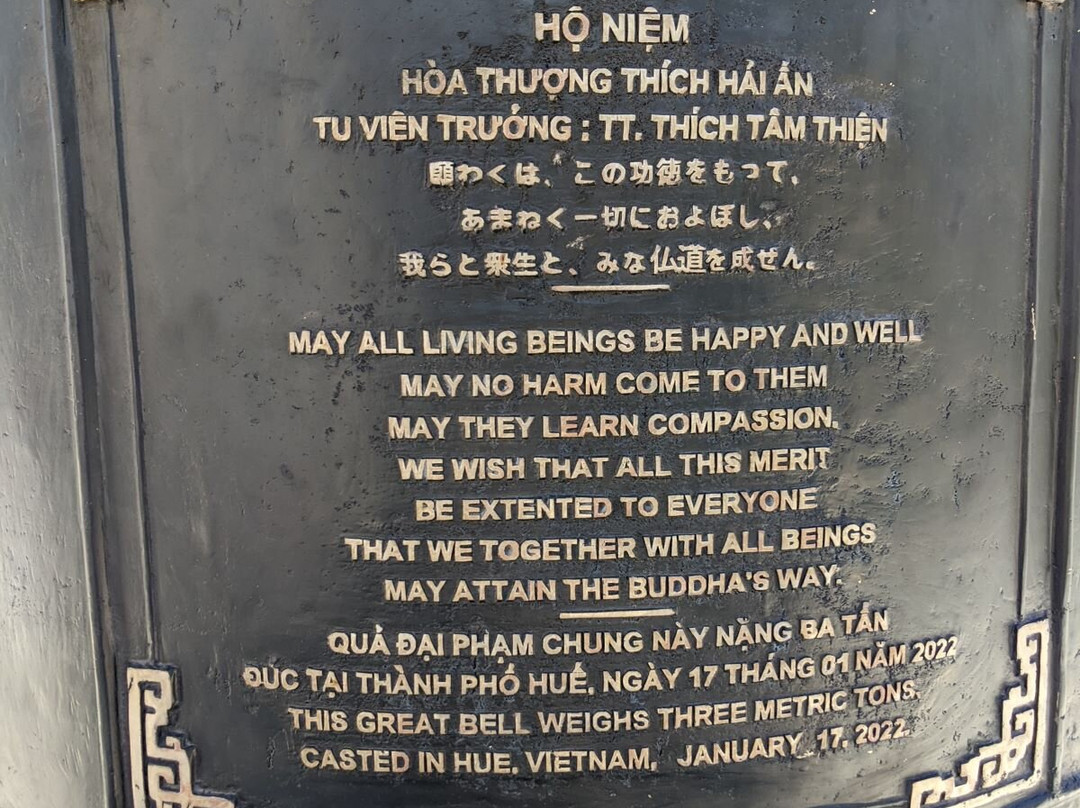 HỘ NIỆM
HÒA THƯỢNG THÍCH HẢI ẤN
TU VIÊN TRƯỞNG : TT. THÍCH TÂM THIỆN
願わくは、この功徳をもって、
あまねく一切におよぼし、
我らと衆生と、みな仏道を成ぜん。
MAY ALL LIVING BEINGS BE HAPPY AND WELL
MAY NO HARM COME TO THEM
MAY THEY LEARN COMPASSION.
WE WISH THAT ALL THIS MERIT
BE EXTENTED TO EVERYONE
THAT WE TOGETHER WITH ALL BEINGS
MAY ATTAIN THE BUDDHA'S WAY.
QUẢ ĐẠI PHẠM CHUNG NÀY NẶNG BA TẤN
ĐÚC TẠI THÀNH PHỐ HUẾ, NGÀY 17 THÁNG 01 NĂM 2022
THIS GREAT BELL WEIGHS THREE METRIC TONS.
CASTED IN HUE, VIETNAM, JANUARY 17, 2022.